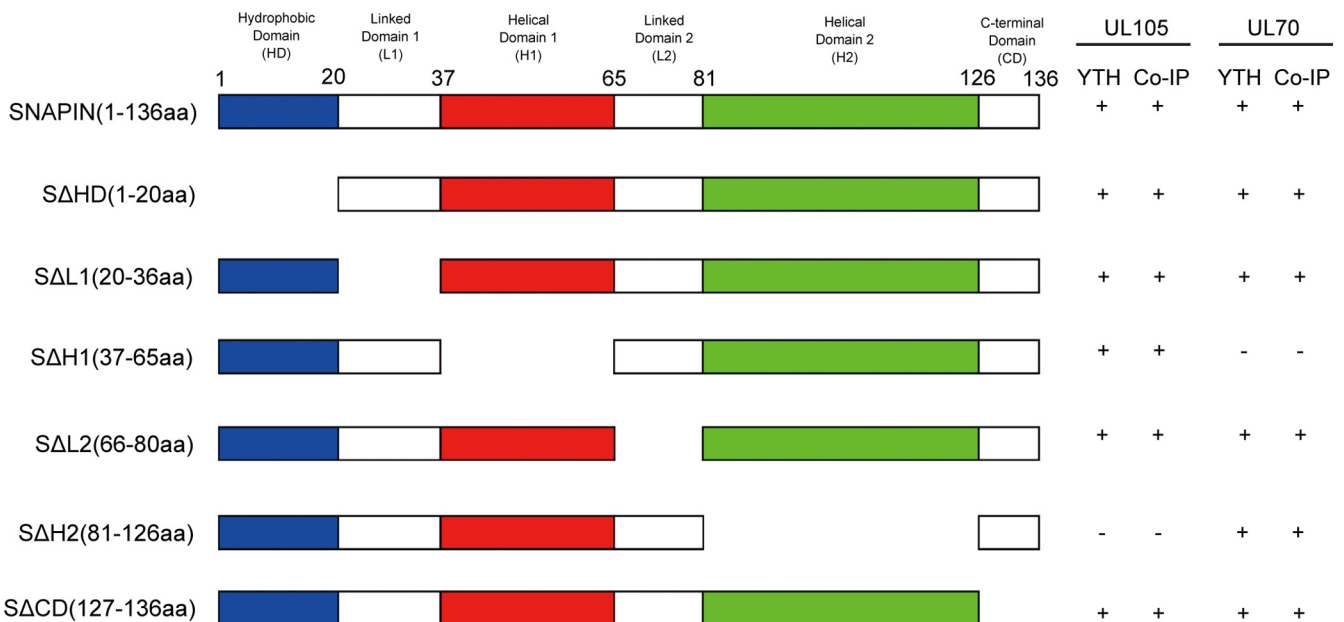 Hydrophobic Domain (HD)
Linked Domain 1 (L1)
Helical Domain 1 (H1)
Linked Domain 2 (L2)
Helical Domain 2 (H2)
C-terminal Domain (CD)
UL105 UL70
1 20 37 65 81 126 136 YTH Co-IP YTH Co-IP
SNAPIN(1-136aa) + + + +
SΔHD(1-20aa) + + + +
SΔL1(20-36aa) + + + +
SΔH1(37-65aa) + + - -
SΔL2(66-80aa) + + + +
SΔH2(81-126aa) - - + +
SΔCD(127-136aa) + + + +